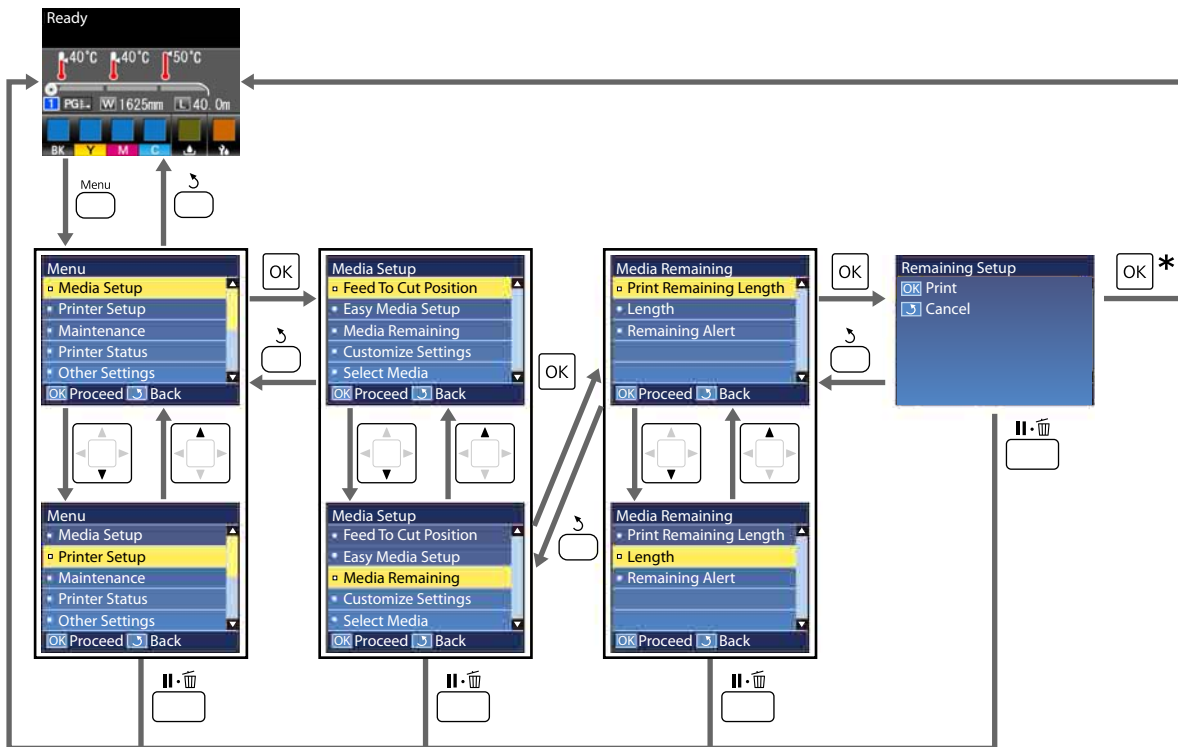 Ready
40°C 40°C 50°C
1 PG W 1625mm L 40.0m
BK Y M C
Menu
Menu
Media Setup
Printer Setup
Maintenance
Printer Status
Other Settings
OK Proceed Back
OK
Media Setup
Feed To Cut Position
Easy Media Setup
Media Remaining
Customize Settings
Select Media
OK Proceed Back
OK
Media Remaining
Print Remaining Length
Length
Remaining Alert
OK Proceed Back
OK
Remaining Setup
OK Print
Cancel
OK *
Menu
Media Setup
Printer Setup
Maintenance
Printer Status
Other Settings
OK Proceed Back
Media Setup
Feed To Cut Position
Easy Media Setup
Media Remaining
Customize Settings
Select Media
OK Proceed Back
Media Remaining
Print Remaining Length
Length
Remaining Alert
OK Proceed Back